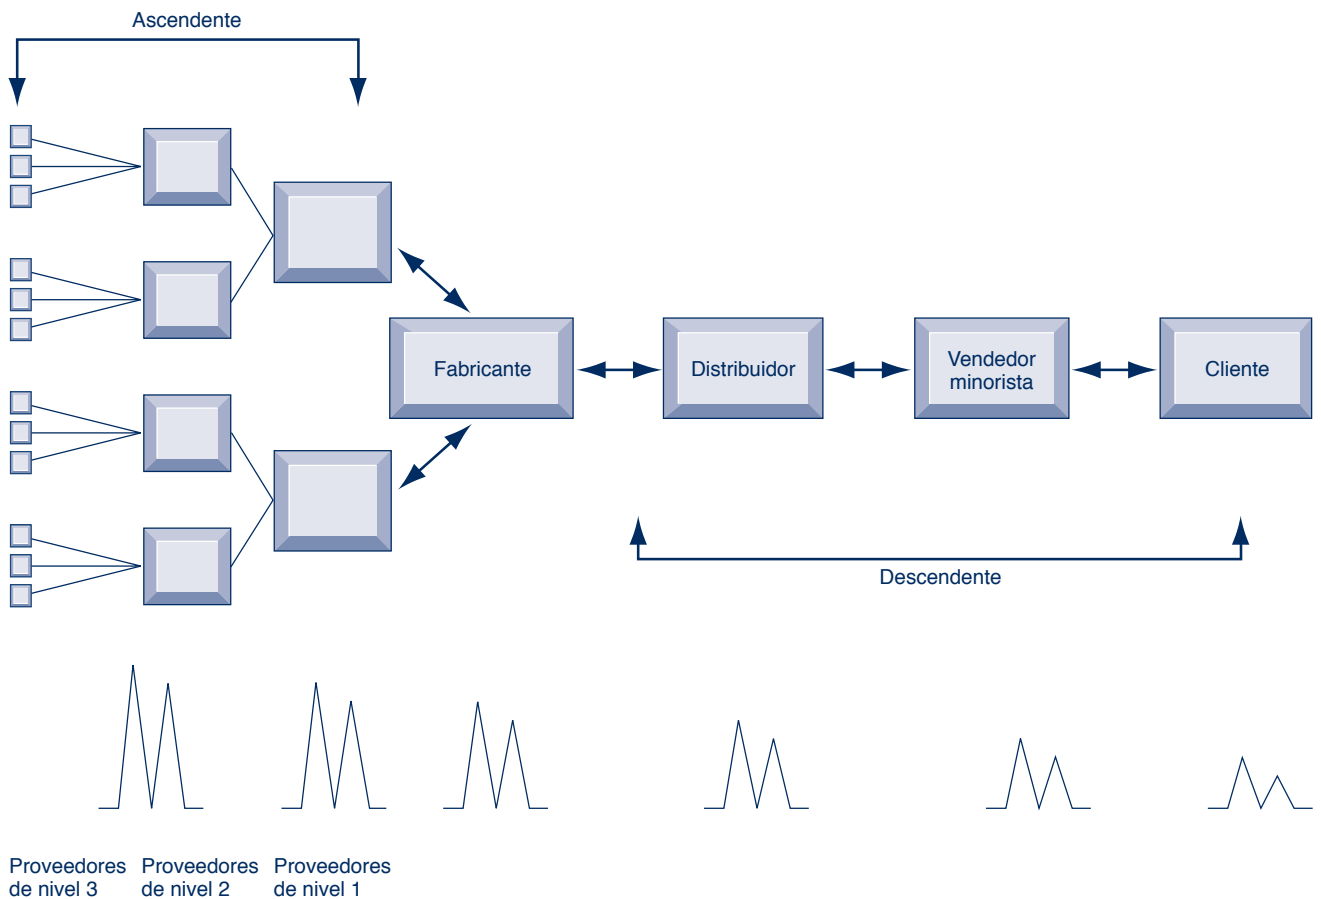 Ascendente
Fabricante
Distribuidor
Vendedor
minorista
Cliente
Descendente
Proveedores
de nivel 3
Proveedores
de nivel 2
Proveedores
de nivel 1